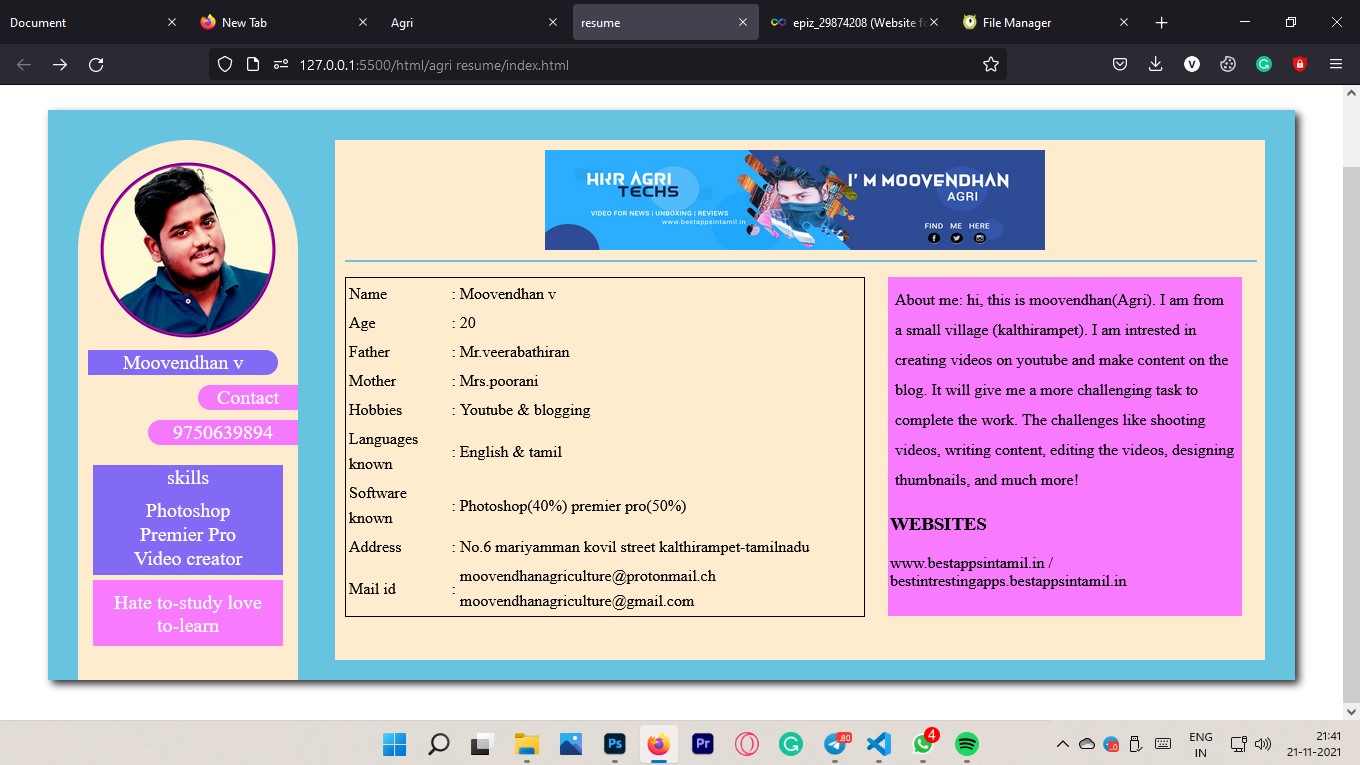 Document
New Tab
Agri
resume
epiz_29874208 (Website fo
File Manager
127.0.0.1:5500/html/agri resume/index.html
HKR AGRI
TECHS
VIDEO FOR NEWS | UNBOXING | REVIEWS
www.bestappsintamil.in
I' M MOOVENDHAN
AGRI
FIND ME HERE
Moovendhan v
Contact
9750639894
skills
Photoshop
Premier Pro
Video creator
Hate to-study love
to-learn
Name : Moovendhan v
Age : 20
Father : Mr.veerabathiran
Mother : Mrs.poorani
Hobbies : Youtube & blogging
Languages
known : English & tamil
Software
known : Photoshop(40%) premier pro(50%)
Address : No.6 mariyamman kovil street kalthirampet-tamilnadu
Mail id : moovendhanagriculture@protonmail.ch
moovendhanagriculture@gmail.com
About me: hi, this is moovendhan(Agri). I am from
a small village (kalthirampet). I am intrested in
creating videos on youtube and make content on the
blog. It will give me a more challenging task to
complete the work. The challenges like shooting
videos, writing content, editing the videos, designing
thumbnails, and much more!
WEBSITES
www.bestappsintamil.in /
bestintrestingapps.bestappsintamil.in
Ps
Pr
80
4
ENG
IN
21:41
21-11-2021